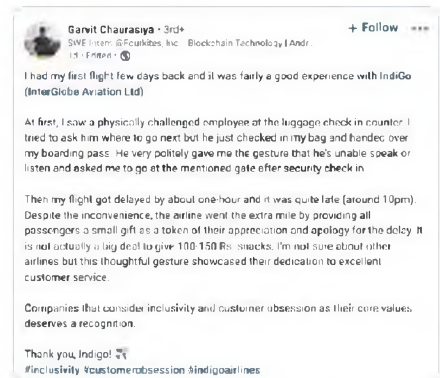 Garvit Chaurasiya · 3rd+
+ Follow
SWE Intern @Fourkites, Inc. Blockchain Technology | Andr.
1d · Edited ·
I had my first flight few days back and it was fairly a good experience with IndiGo
(InterGlobe Aviation Ltd)
At first, I saw a physically challenged employee at the luggage check in counter. I
tried to ask him where to go next but he just checked in my bag and handed over
my boarding pass. He very politely gave me the gesture that he's unable speak or
listen and asked me to go at the mentioned gate after security check in
Then my flight got delayed by about one-hour and it was quite late (around 10pm).
Despite the inconvenience, the airline went the extra mile by providing all
passengers a small gift as a token of their appreciation and apology for the delay. It
is not actually a big deal to give 100-150 Rs. snacks. I'm not sure about other
airlines but this thoughtful gesture showcased their dedication to excellent
customer service.
Companies that consider inclusivity and customer obsession as their core values
deserves a recognition.
Thank you, Indigo!
#inclusivity #customerobsession #indigoairlines